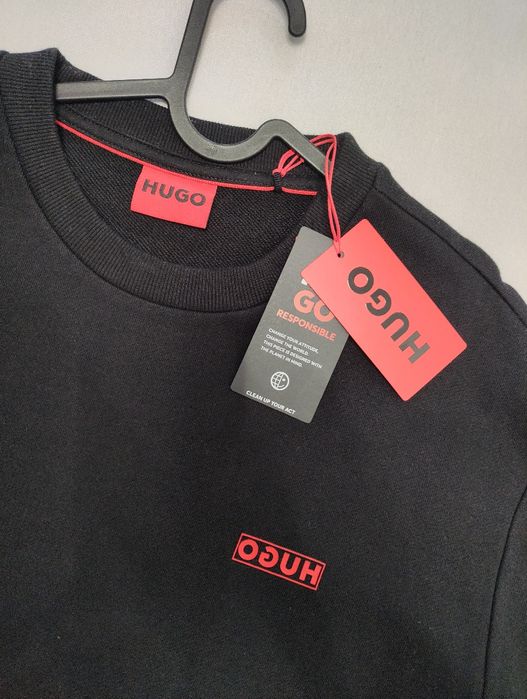 HUGO
HUGO
GO
RESPONSIBLE
CHANGE YOUR ATTITUDE,
CHANGE THE WORLD.
THIS PIECE IS DESIGNED WITH
THE PLANET IN MIND.
CLEAN UP YOUR ACT
HUGO